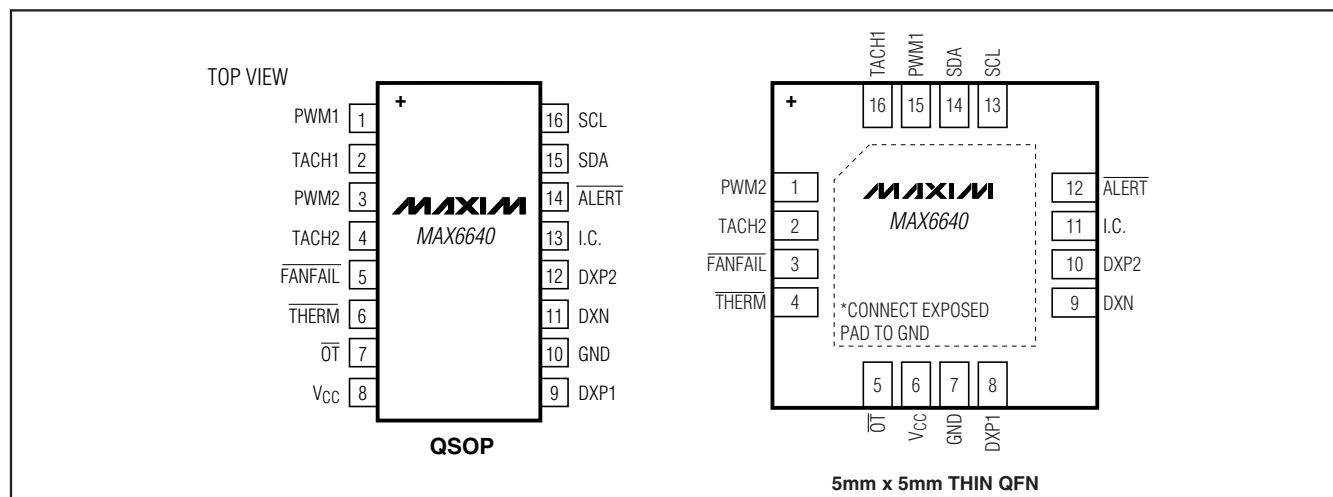 TOP VIEW
+
PWM1 1
TACH1 2
PWM2 3
TACH2 4
FANFAIL 5
THERM 6
OT 7
VCC 8
16 SCL
15 SDA
14 ALERT
13 I.C.
12 DXP2
11 DXN
10 GND
9 DXP1
MAXIM
MAX6640
QSOP
TACH1 PWM1 SDA SCL
16 15 14 13
+
PWM2 1
TACH2 2
FANFAIL 3
THERM 4
12 ALERT
11 I.C.
10 DXP2
9 DXN
MAXIM
MAX6640
*CONNECT EXPOSED
PAD TO GND
5 6 7 8
OT VCC GND DXP1
5mm x 5mm THIN QFN